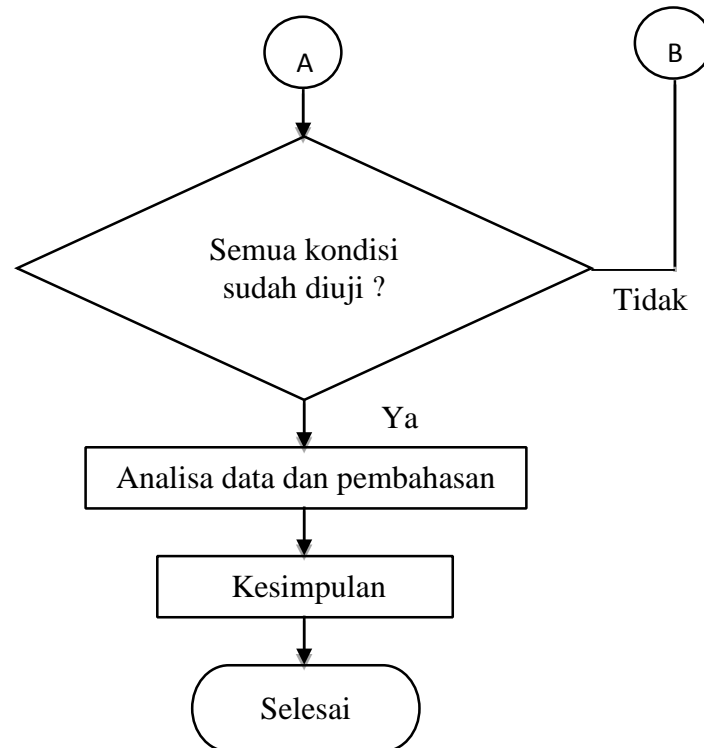 A
B
Semua kondisi
sudah diuji ?
Tidak
Ya
Analisa data dan pembahasan
Kesimpulan
Selesai